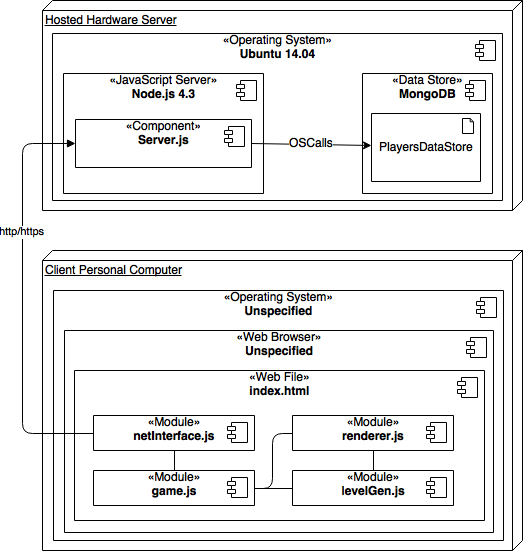 Hosted Hardware Server
«Operating System»
Ubuntu 14.04
«JavaScript Server»
Node.js 4.3
«Data Store»
MongoDB
«Component»
Server.js
OSCalls
PlayersDataStore
http/https
Client Personal Computer
«Operating System»
Unspecified
«Web Browser»
Unspecified
«Web File»
index.html
«Module»
netInterface.js
«Module»
renderer.js
«Module»
game.js
«Module»
levelGen.js